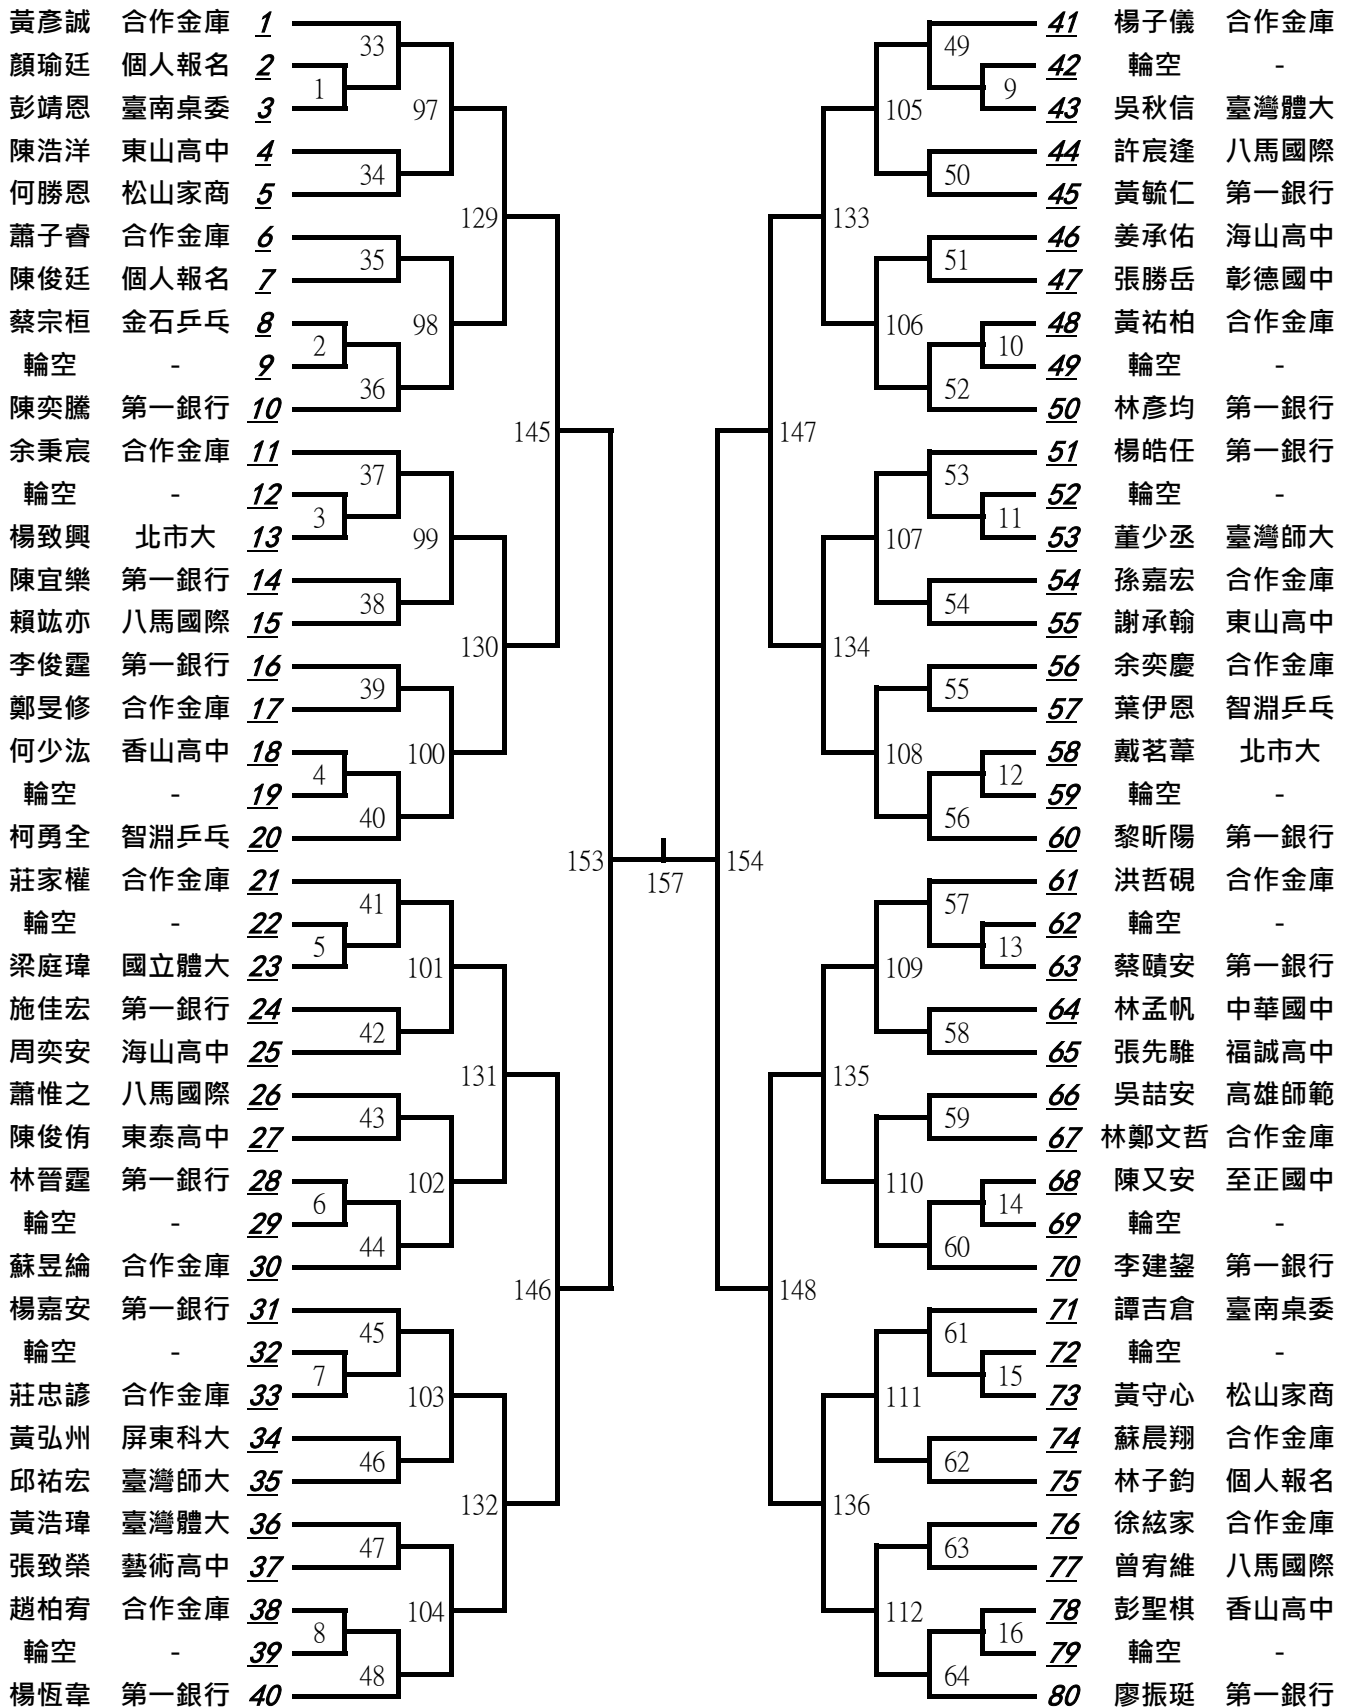 黃彥誠 合作金庫 1
顏瑜廷 個人報名 2
彭靖恩 臺南桌委 3
陳浩洋 東山高中 4
何勝恩 松山家商 5
蕭子睿 合作金庫 6
陳俊廷 個人報名 7
蔡宗桓 金石乒乓 8
輪空 - 9
陳奕騰 第一銀行 10
余秉宸 合作金庫 11
輪空 - 12
楊致興 北市大 13
陳宜樂 第一銀行 14
賴竑亦 八馬國際 15
李俊霆 第一銀行 16
鄭旻修 合作金庫 17
何少汯 香山高中 18
輪空 - 19
柯勇全 智淵乒乓 20
莊家權 合作金庫 21
輪空 - 22
梁庭瑋 國立體大 23
施佳宏 第一銀行 24
周奕安 海山高中 25
蕭惟之 八馬國際 26
陳俊侑 東泰高中 27
林晉霆 第一銀行 28
輪空 - 29
蘇昱綸 合作金庫 30
楊嘉安 第一銀行 31
輪空 - 32
莊忠諺 合作金庫 33
黃弘州 屏東科大 34
邱祐宏 臺灣師大 35
黃浩瑋 臺灣體大 36
張致榮 藝術高中 37
趙柏宥 合作金庫 38
輪空 - 39
楊恆韋 第一銀行 40
1
2
3
4
5
6
7
8
33
34
35
36
37
38
39
40
41
42
43
44
45
46
47
48
97
98
99
100
101
102
103
104
129
130
131
132
145
146
153
157
154
147
148
133
134
135
136
105
106
107
108
109
110
111
112
49
50
51
52
53
54
55
56
57
58
59
60
61
62
63
64
9
10
11
12
13
14
15
16
41 楊子儀 合作金庫
42 輪空 -
43 吳秋信 臺灣體大
44 許宸逢 八馬國際
45 黃毓仁 第一銀行
46 姜承佑 海山高中
47 張勝岳 彰德國中
48 黃祐柏 合作金庫
49 輪空 -
50 林彥均 第一銀行
51 楊皓任 第一銀行
52 輪空 -
53 董少丞 臺灣師大
54 孫嘉宏 合作金庫
55 謝承翰 東山高中
56 余奕慶 合作金庫
57 葉伊恩 智淵乒乓
58 戴茗葦 北市大
59 輪空 -
60 黎昕陽 第一銀行
61 洪哲硯 合作金庫
62 輪空 -
63 蔡賾安 第一銀行
64 林孟帆 中華國中
65 張先騅 福誠高中
66 吳喆安 高雄師範
67 林鄭文哲 合作金庫
68 陳又安 至正國中
69 輪空 -
70 李建鋆 第一銀行
71 譚吉倉 臺南桌委
72 輪空 -
73 黃守心 松山家商
74 蘇晨翔 合作金庫
75 林子鈞 個人報名
76 徐絃家 合作金庫
77 曾宥維 八馬國際
78 彭聖棋 香山高中
79 輪空 -
80 廖振珽 第一銀行